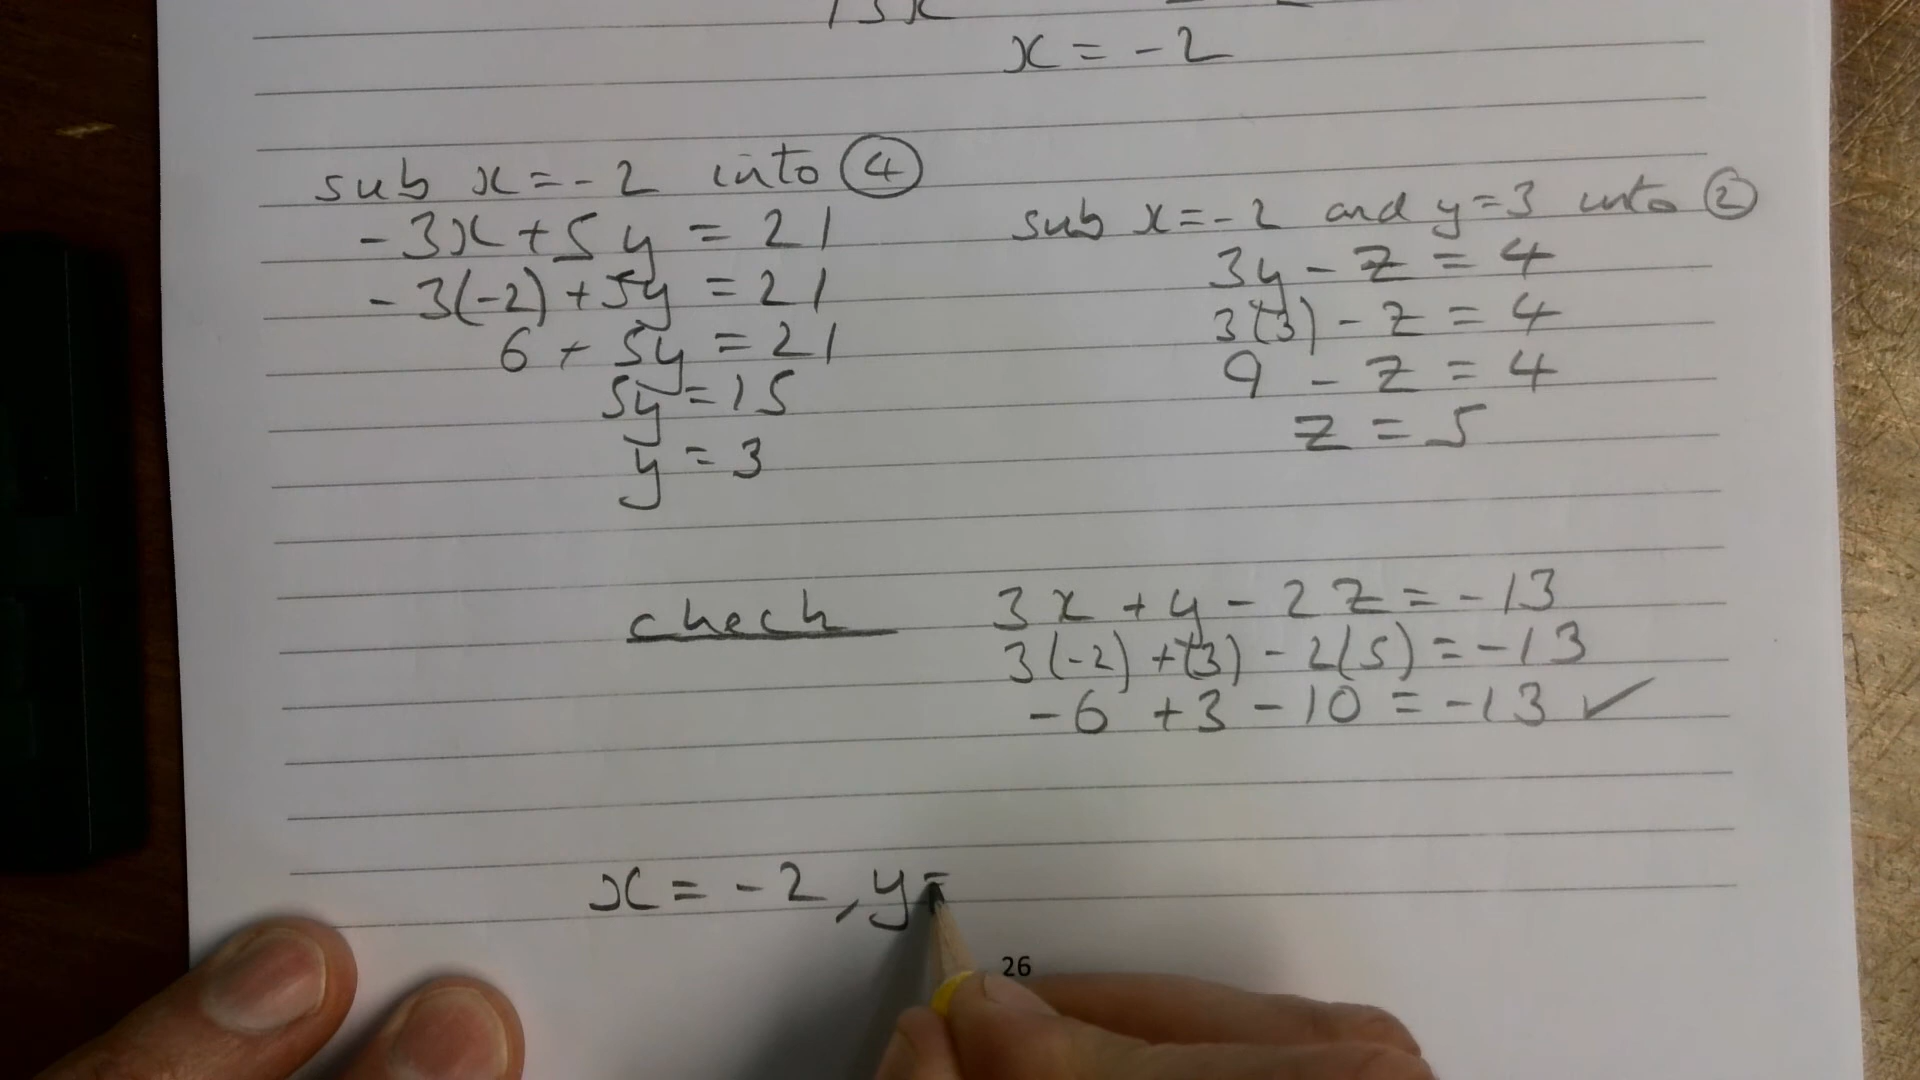 x = -2
sub x = -2 into ④
-3x + 5y = 21
-3(-2) + 5y = 21
6 + 5y = 21
5y = 15
y = 3
sub x = -2 and y = 3 into ②
3y - z = 4
3(3) - z = 4
9 - z = 4
z = 5
check
3x + y - 2z = -13
3(-2) + (3) - 2(5) = -13
-6 + 3 - 10 = -13 ✓
x = -2, y =
26